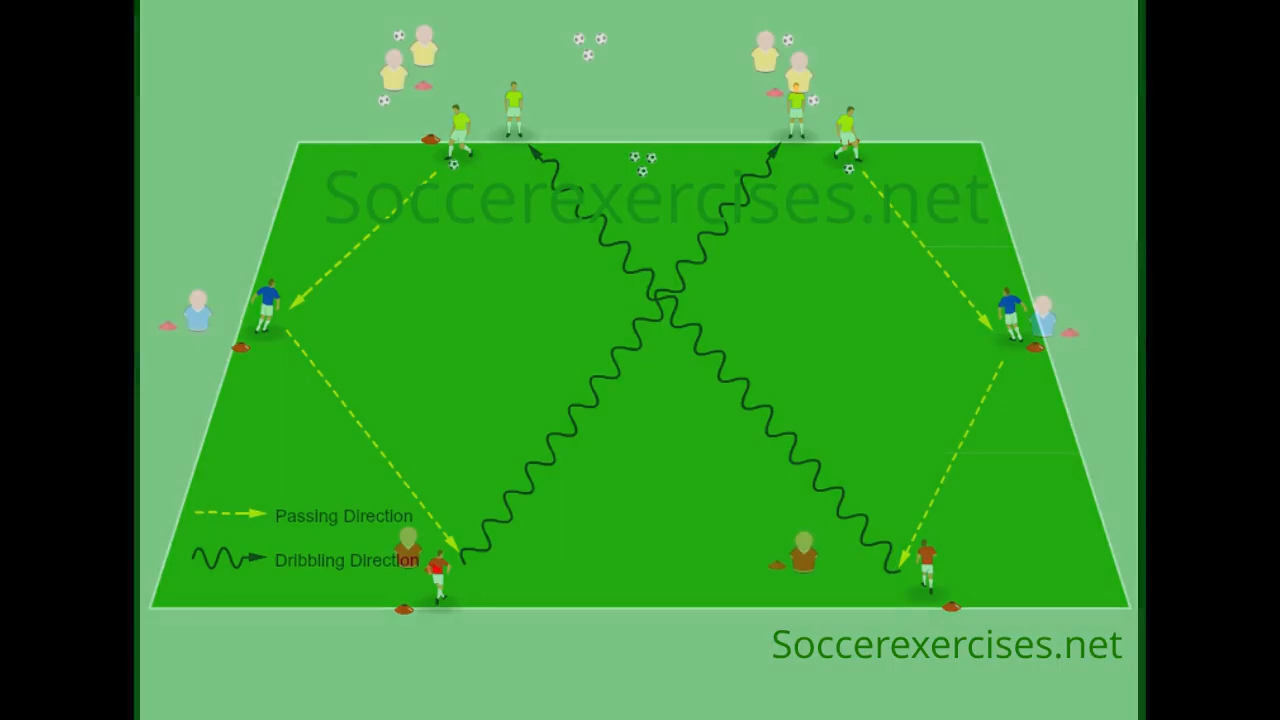 Soccerexercises.net
Passing Direction
Dribbling Direction
Soccerexercises.net